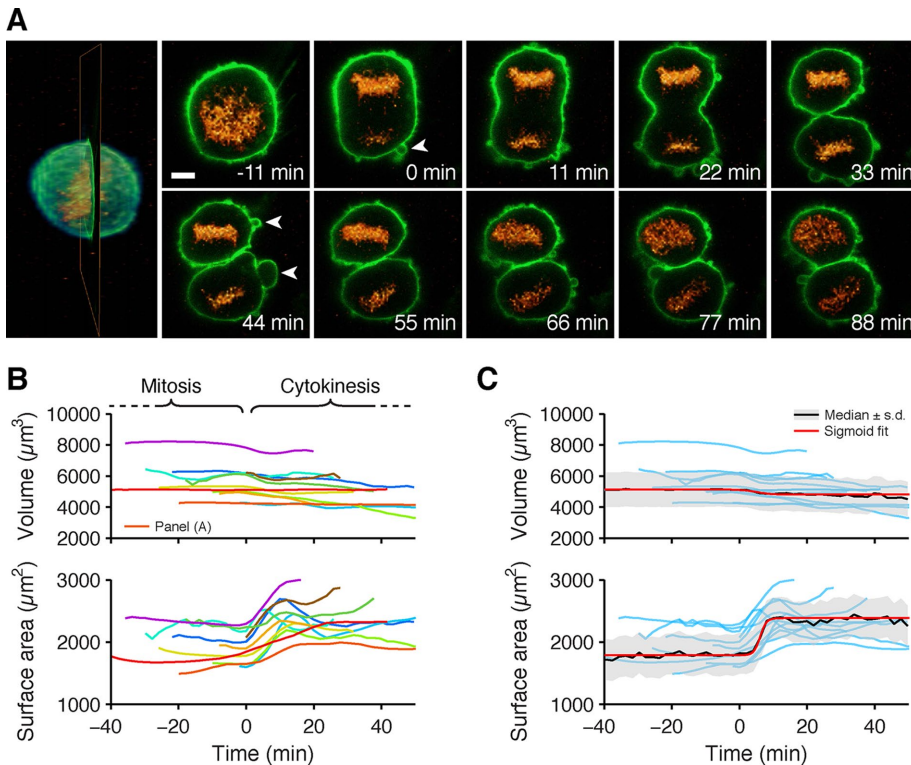 A
-11 min
0 min
11 min
22 min
33 min
44 min
55 min
66 min
77 min
88 min
B
Mitosis
Cytokinesis
Volume (µm³)
10000
8000
6000
4000
2000
Panel (A)
Surface area (µm²)
3000
2000
1000
−40
−20
0
20
40
Time (min)
C
Volume (µm³)
10000
8000
6000
4000
2000
Median ± s.d.
Sigmoid fit
Surface area (µm²)
3000
2000
1000
−40
−20
0
20
40
Time (min)